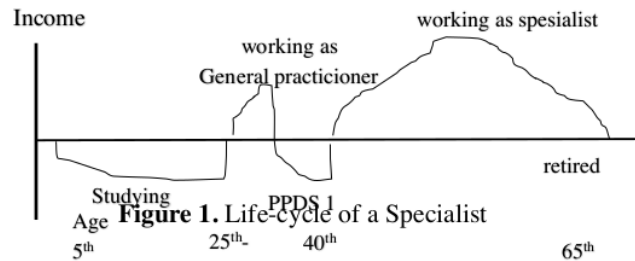 Income
working as spesialist
working as
General practicioner
retired
Studying
PPDS 1
Age
Figure 1. Life-cycle of a Specialist
5th
25th-
40th
65th